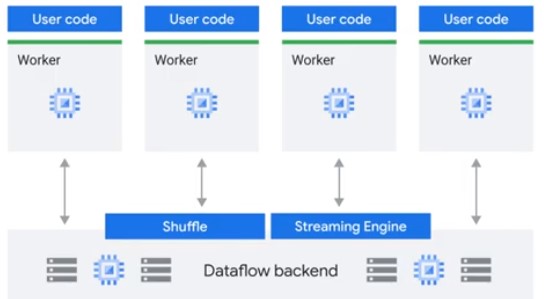 User code
User code
User code
User code
Worker
Worker
Worker
Worker
Shuffle
Streaming Engine
Dataflow backend